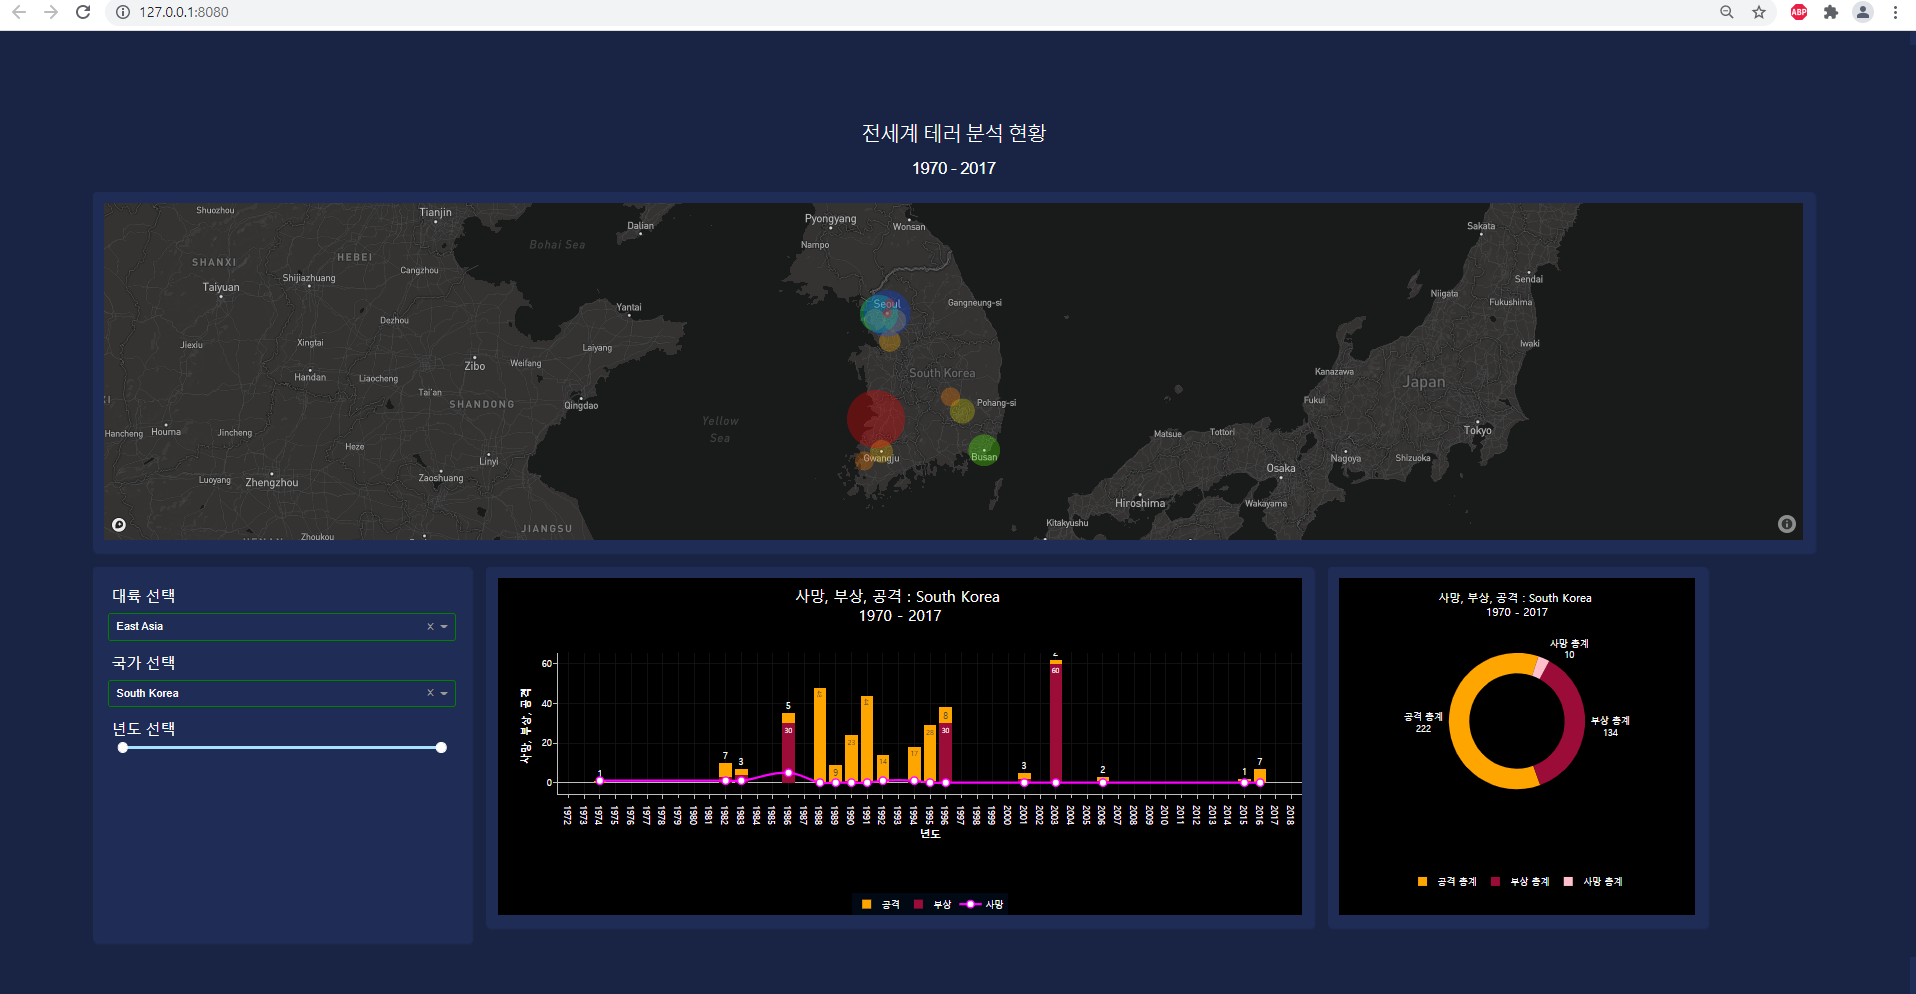 127.0.0.1:8080
ABP
전세계 테러 분석 현황
1970 - 2017
Shuozhou
Tianjin
Dalian
Pyongyang
Wonsan
Sakata
Bohai Sea
Nampo
HEBEI
SHANXI
Cangzhou
Shijiazhuang
Sendai
Taiyuan
Niigata
Fukushima
Yantai
Seoul
Gangneung-si
Dezhou
Jiexiu
Xingtai
Laiyang
Iwaki
Zibo
Weifang
South Korea
Kanazawa
Handan
Liaocheng
Japan
Tai'an
SHANDONG
Qingdao
Pohang-si
Fukui
Yellow
Sea
Hancheng
Houma
Jincheng
Matsue
Tottori
Tokyo
Heze
Linyi
Gwangju
Busan
Nagoya
Shizuoka
Osaka
Luoyang
Zhengzhou
Zaoshuang
Hiroshima
Wakayama
Kitakyushu
JIANGSU
Zhoukou
대륙 선택
East Asia
국가 선택
South Korea
년도 선택
사망, 부상, 공격 : South Korea
1970 - 2017
사망, 부상, 공격
60
40
20
0
1
7
3
5
30
9
23
14
17
28
8
30
3
2
60
2
1
7
1972 1973 1974 1975 1976 1977 1978 1979 1980 1981 1982 1983 1984 1985 1986 1987 1988 1989 1990 1991 1992 1993 1994 1995 1996 1997 1998 1999 2000 2001 2002 2003 2004 2005 2006 2007 2008 2009 2010 2011 2012 2013 2014 2015 2016 2017 2018
년도
공격 부상 사망
사망, 부상, 공격 : South Korea
1970 - 2017
사망 총계
10
공격 총계
222
부상 총계
134
공격 총계 부상 총계 사망 총계